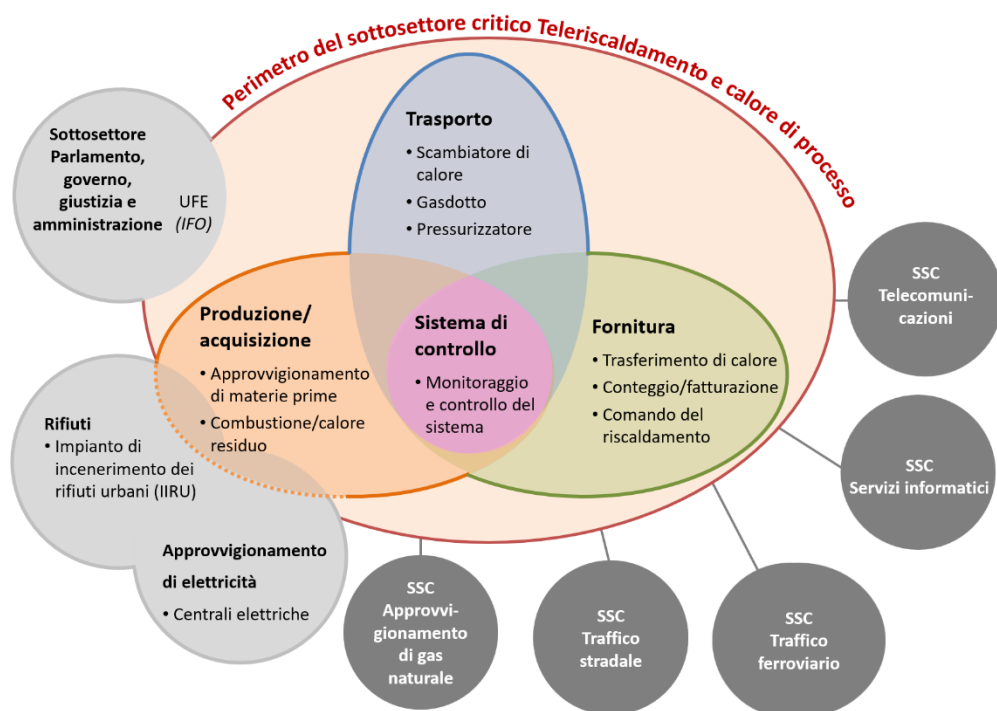 Perimetro del sottosettore critico Teleriscaldamento e calore di processo
Sottosettore
Parlamento,
governo,
giustizia e
amministrazione
UFE
(IFO)
Trasporto
• Scambiatore di
calore
• Gasdotto
• Pressurizzatore
Produzione/
acquisizione
• Approvvigionamento
di materie prime
• Combustione/calore
residuo
Sistema di
controllo
• Monitoraggio
e controllo del
sistema
Fornitura
• Trasferimento di calore
• Conteggio/fatturazione
• Comando del
riscaldamento
SSC
Telecomuni-
cazioni
SSC
Servizi informatici
Rifiuti
• Impianto di
incenerimento dei
rifiuti urbani (IIRU)
Approvvigionamento
di elettricità
• Centrali elettriche
SSC
Approvvi-
gionamento
di gas
naturale
SSC
Traffico
stradale
SSC
Traffico
ferroviario